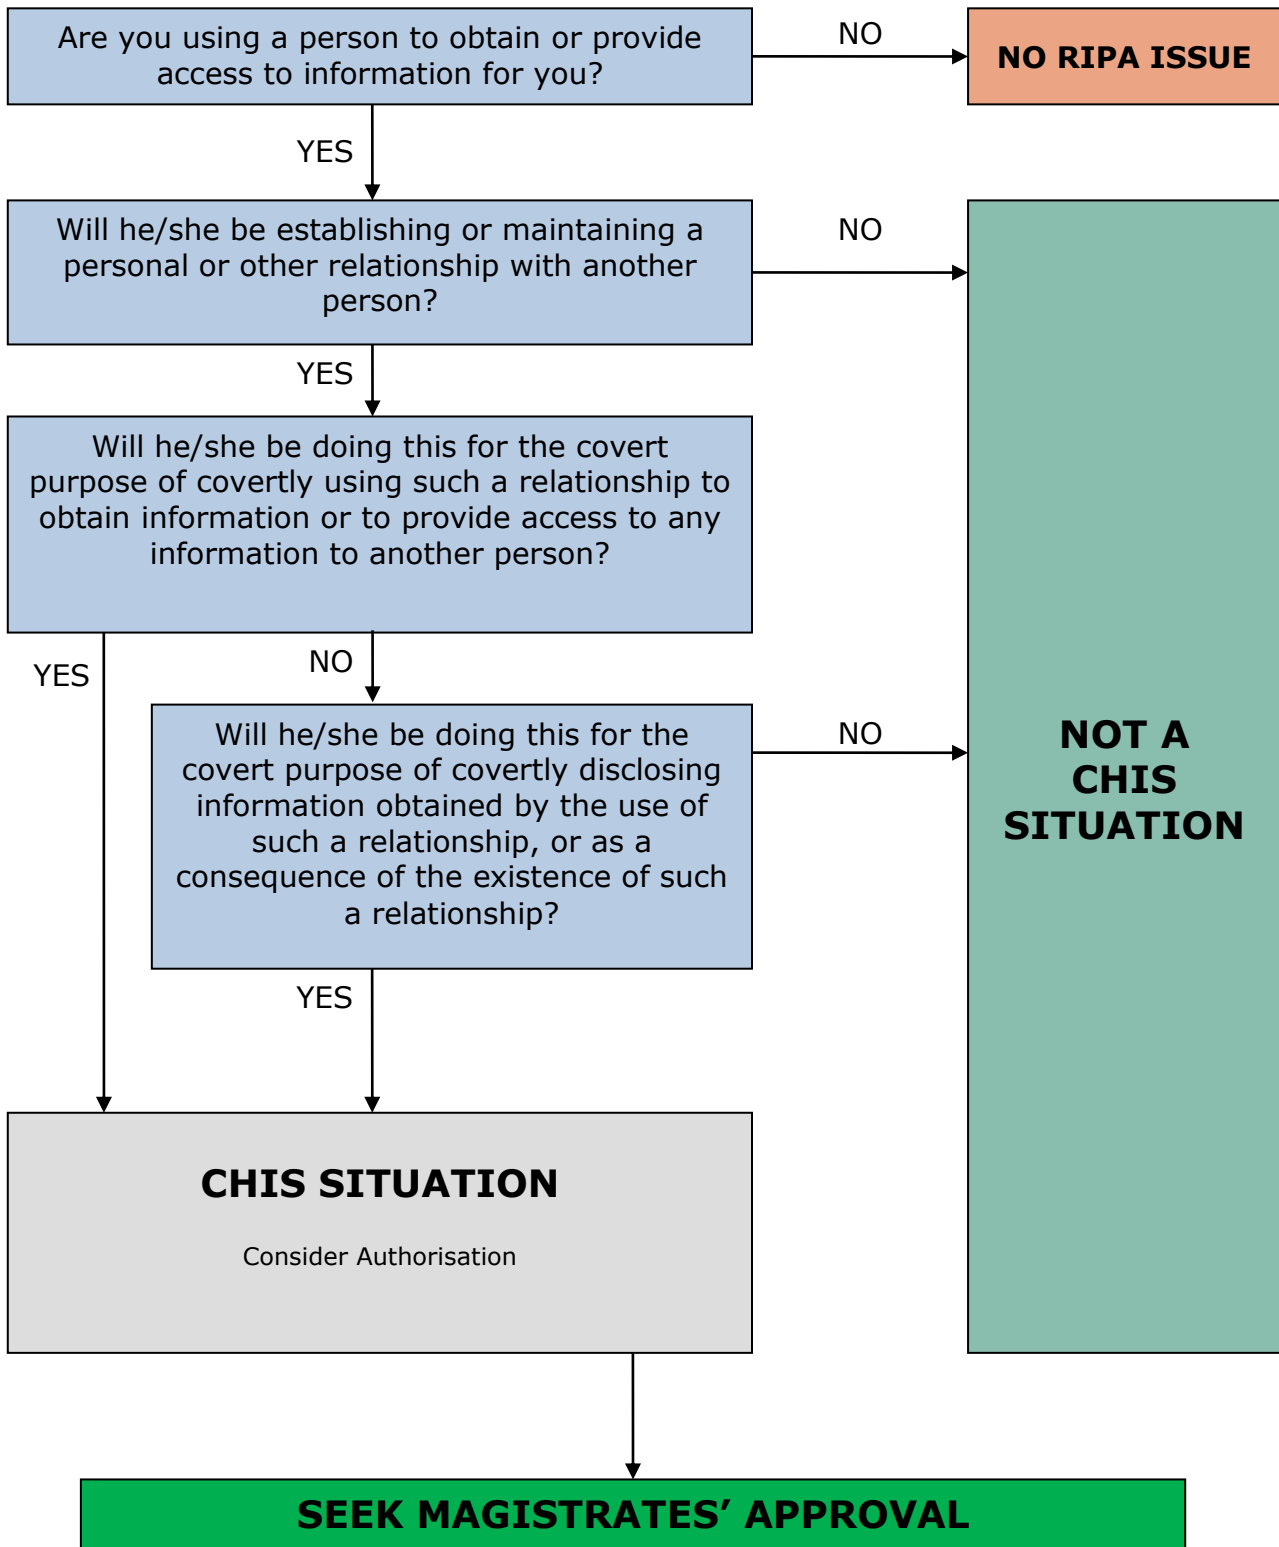 Are you using a person to obtain or provide
access to information for you?
NO
NO RIPA ISSUE
YES
Will he/she be establishing or maintaining a
personal or other relationship with another
person?
NO
YES
Will he/she be doing this for the covert
purpose of covertly using such a relationship to
obtain information or to provide access to any
information to another person?
YES
NO
Will he/she be doing this for the
covert purpose of covertly disclosing
information obtained by the use of
such a relationship, or as a
consequence of the existence of such
a relationship?
NO
NOT A
CHIS
SITUATION
YES
CHIS SITUATION
Consider Authorisation
SEEK MAGISTRATES’ APPROVAL